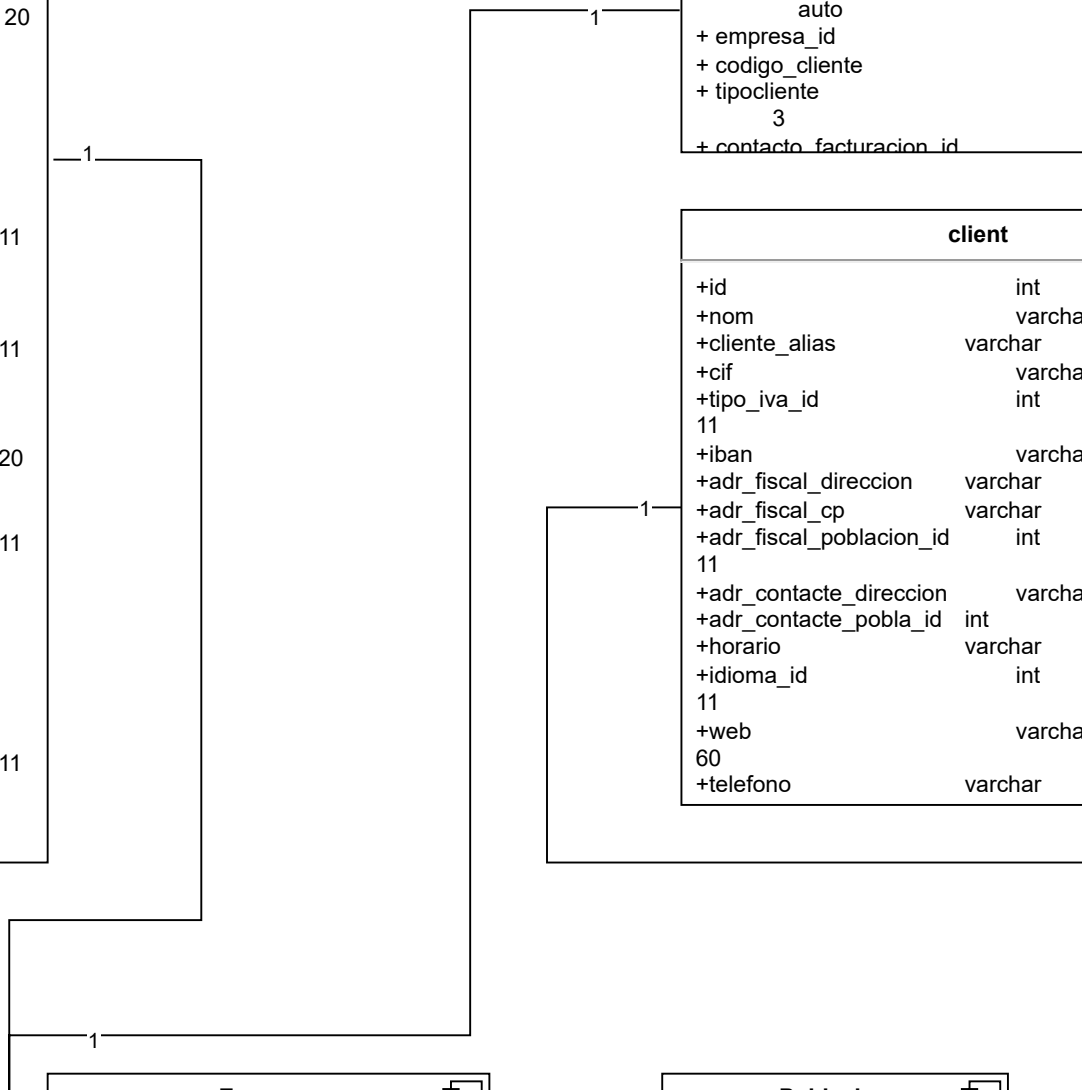 20
1
auto
+ empresa_id
+ codigo_cliente
+ tipocliente
3
+ contacto_facturacion_id
1
11
11
20
11
11
client
+id int
+nom
+cliente_alias varchar
+cif
+tipo_iva_id int
11
+iban
+adr_fiscal_direccion varchar
1
+adr_fiscal_cp varchar
+adr_fiscal_poblacion_id int
11
+adr_contacte_direccion
+adr_contacte_pobla_id int
+horario varchar
+idioma_id int
11
+web
60
+telefono varchar
1